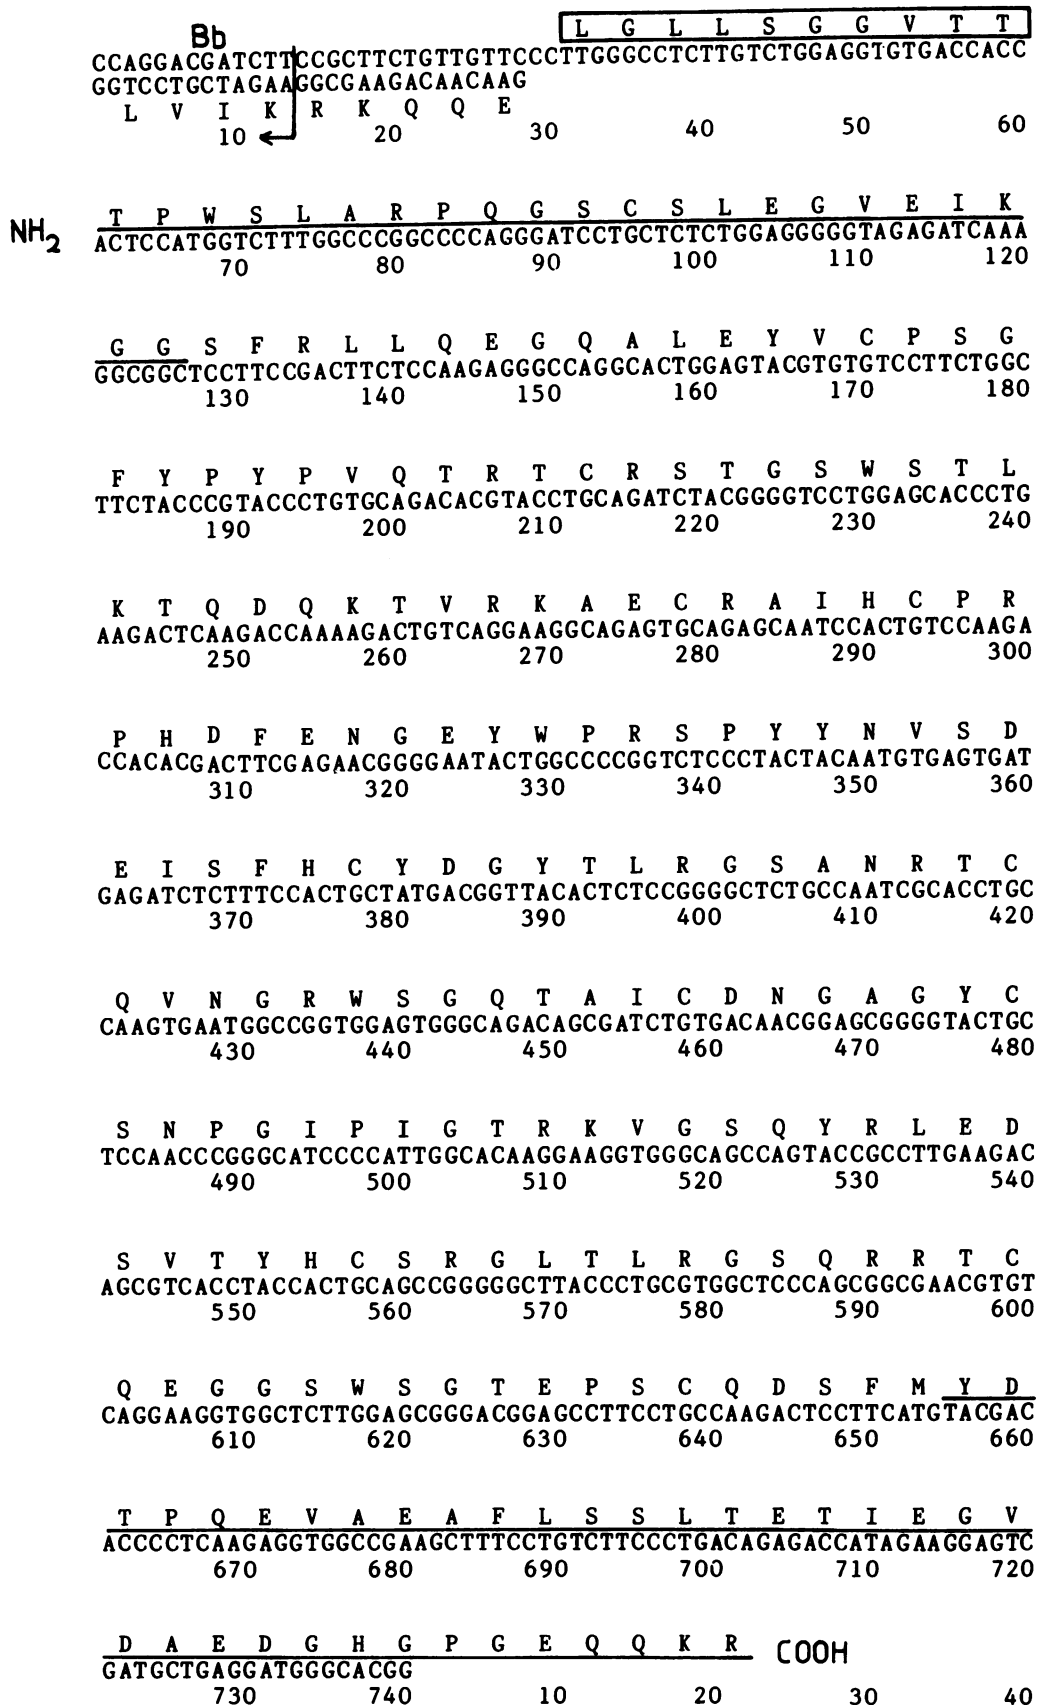 Bb
L G L L S G G V T T
CCAGGACGATCTTCCGCTTCTGTTGTTCCCTTGGGCCTCTTGTCTGGAGGTGTGACCACC
GGTCCTGCTAGAAGGCGAAGACAACAAG
L V I K R K Q Q E
10 20 30 40 50 60
T P W S L A R P Q G S C S L E G V E I K
NH2 ACTCCATGGTCTTTGGCCCGGCCCCAGGGATCCTGCTCTCTGGAGGGGGTAGAGATCAAA
70 80 90 100 110 120
G G S F R L L Q E G Q A L E Y V C P S G
GGCGGCTCCTTCCGACTTCTCCAAGAGGGCCAGGCACTGGAGTACGTGTGTCCTTCTGGC
130 140 150 160 170 180
F Y P Y P V Q T R T C R S T G S W S T L
TTCTACCCGTACCCTGTGCAGACACGTACCTGCAGATCTACGGGGTCCTGGAGCACCCTG
190 200 210 220 230 240
K T Q D Q K T V R K A E C R A I H C P R
AAGACTCAAGACCAAAAGACTGTCAGGAAGGCAGAGTGCAGAGCAATCCACTGTCCAAGA
250 260 270 280 290 300
P H D F E N G E Y W P R S P Y Y N V S D
CCACACGACTTCGAGAACGGGGAATACTGGCCCCGGTCTCCCTACTACAATGTGAGTGAT
310 320 330 340 350 360
E I S F H C Y D G Y T L R G S A N R T C
GAGATCTCTTTCCACTGCTATGACGGTTACACTCTCCGGGGCTCTGCCAATCGCACCTGC
370 380 390 400 410 420
Q V N G R W S G Q T A I C D N G A G Y C
CAAGTGAATGGCCGGTGGAGTGGGCAGACAGCGATCTGTGACAACGGAGCGGGGTACTGC
430 440 450 460 470 480
S N P G I P I G T R K V G S Q Y R L E D
TCCAACCCGGGCATCCCCATTGGCACAAGGAAGGTGGGCAGCCAGTACCGCCTTGAAGAC
490 500 510 520 530 540
S V T Y H C S R G L T L R G S Q R R T C
AGCGTCACCTACCACTGCAGCCGGGGGCTTACCCTGCGTGGCTCCCAGCGGCGAACGTGT
550 560 570 580 590 600
Q E G G S W S G T E P S C Q D S F M Y D
CAGGAAGGTGGCTCTTGGAGCGGGACGGAGCCTTCCTGCCAAGACTCCTTCATGTACGAC
610 620 630 640 650 660
T P Q E V A E A F L S S L T E T I E G V
ACCCCTCAAGAGGTGGCCGAAGCTTTCCTGTCTTCCCTGACAGAGACCATAGAAGGAGTC
670 680 690 700 710 720
D A E D G H G P G E Q Q K R COOH
GATGCTGAGGATGGGCACGG
730 740 10 20 30 40